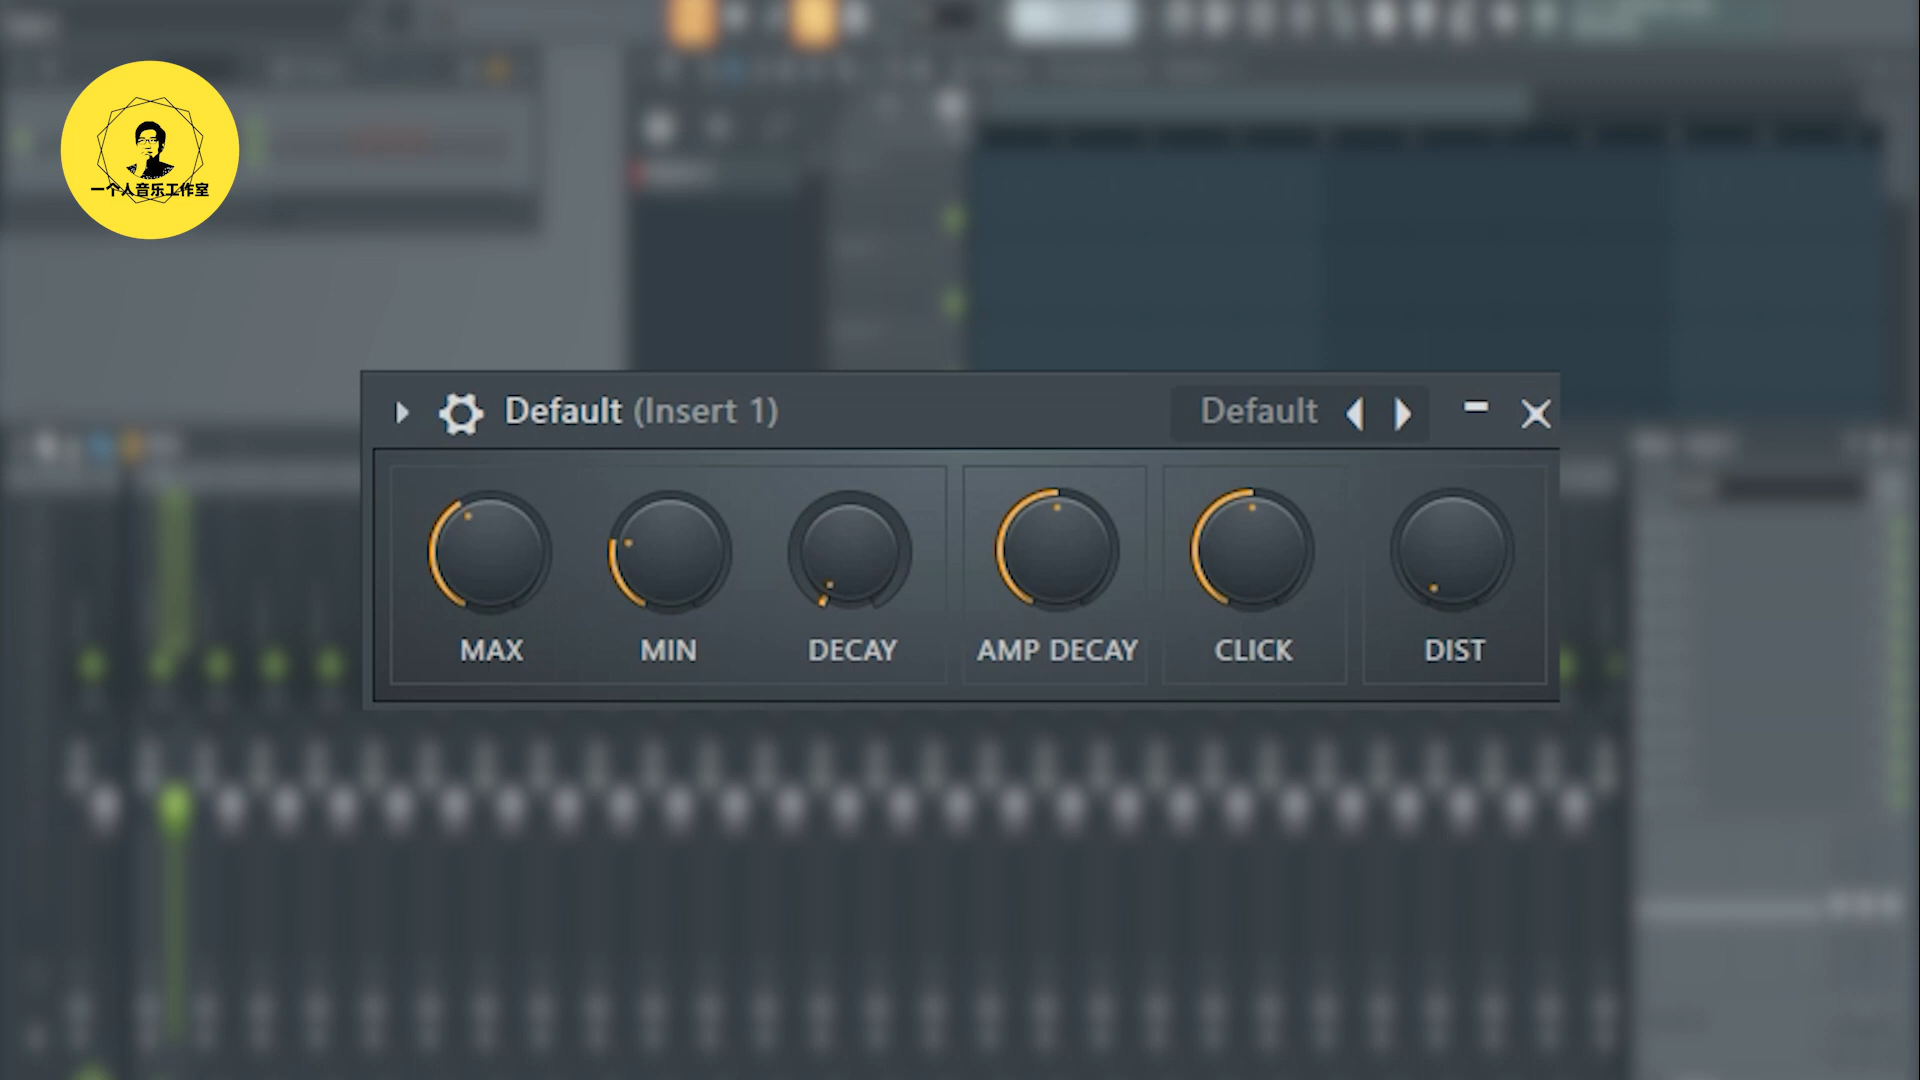 一个人音乐工作室
Default (Insert 1)
Default
MAX
MIN
DECAY
AMP DECAY
CLICK
DIST